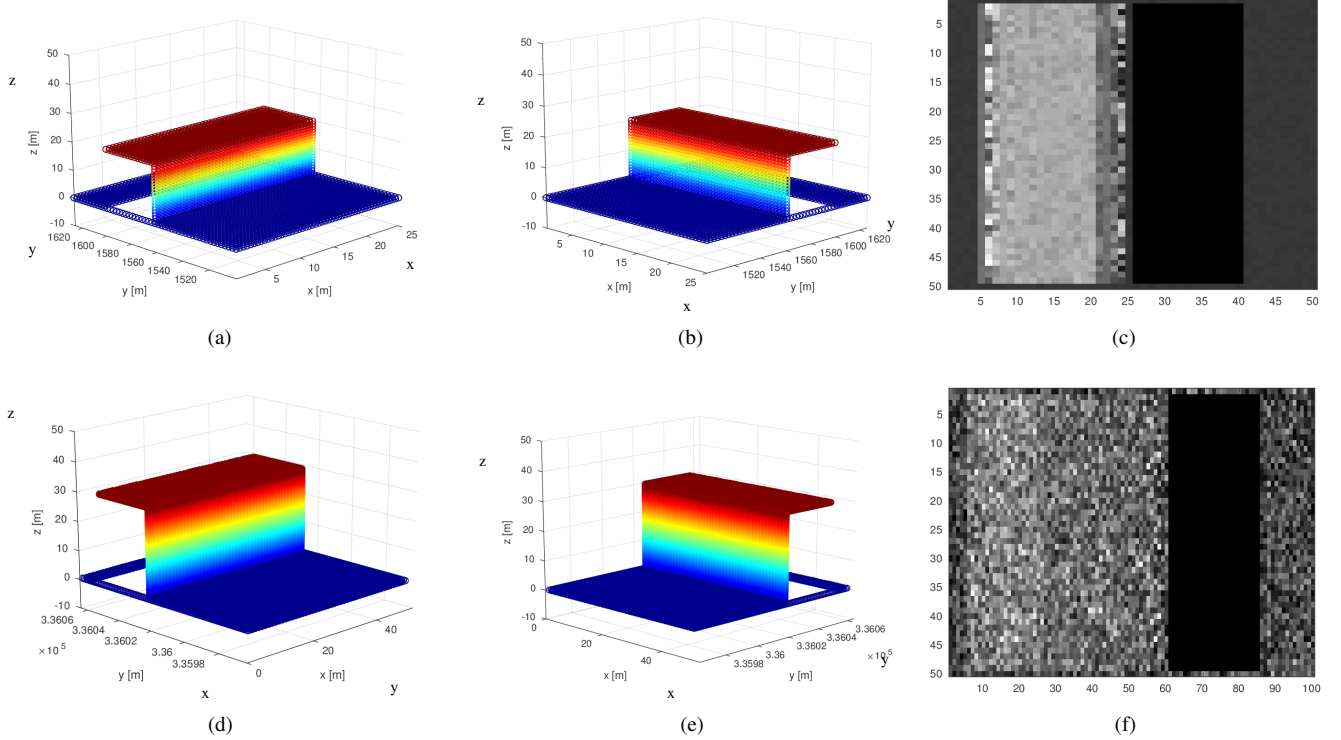 50
40
30
20
10
0
-10
z
z [m]
1620
1600
1580
1560
1540
1520
y
y [m]
5
10
15
20
25
x
x [m]
(a)
50
40
30
20
10
0
-10
z
z [m]
5
10
15
20
25
x [m]
x
1520
1540
1560
1580
1600
1620
y
y [m]
(b)
5
10
15
20
25
30
35
40
45
50
5 10 15 20 25 30 35 40 45 50
(c)
z
50
40
30
20
10
0
-10
z [m]
3.3606
3.3604
3.3602
3.36
3.3598
×10 5
y [m]
x
0
20
40
x [m]
y
(d)
z
50
40
30
20
10
0
-10
z [m]
0
20
40
x [m]
x
3.3598
3.36
3.3602
3.3604
3.3606
×10 5
y
y [m]
(e)
5
10
15
20
25
30
35
40
45
50
10 20 30 40 50 60 70 80 90 100
(f)